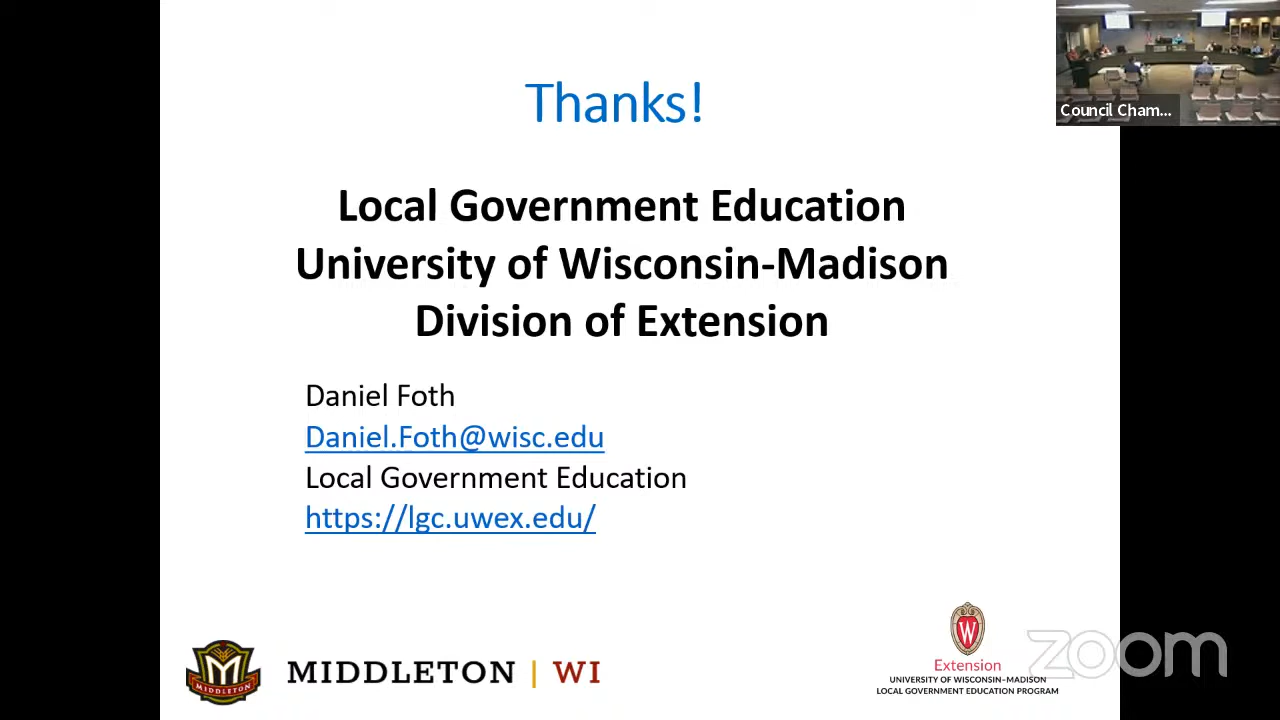 Thanks!
Council Cham...
Local Government Education
University of Wisconsin-Madison
Division of Extension
Daniel Foth
Daniel.Foth@wisc.edu
Local Government Education
https://lgc.uwex.edu/
MIDDLETON
MIDDLETON | WI
W
Extension
UNIVERSITY OF WISCONSIN–MADISON
LOCAL GOVERNMENT EDUCATION PROGRAM
zoom